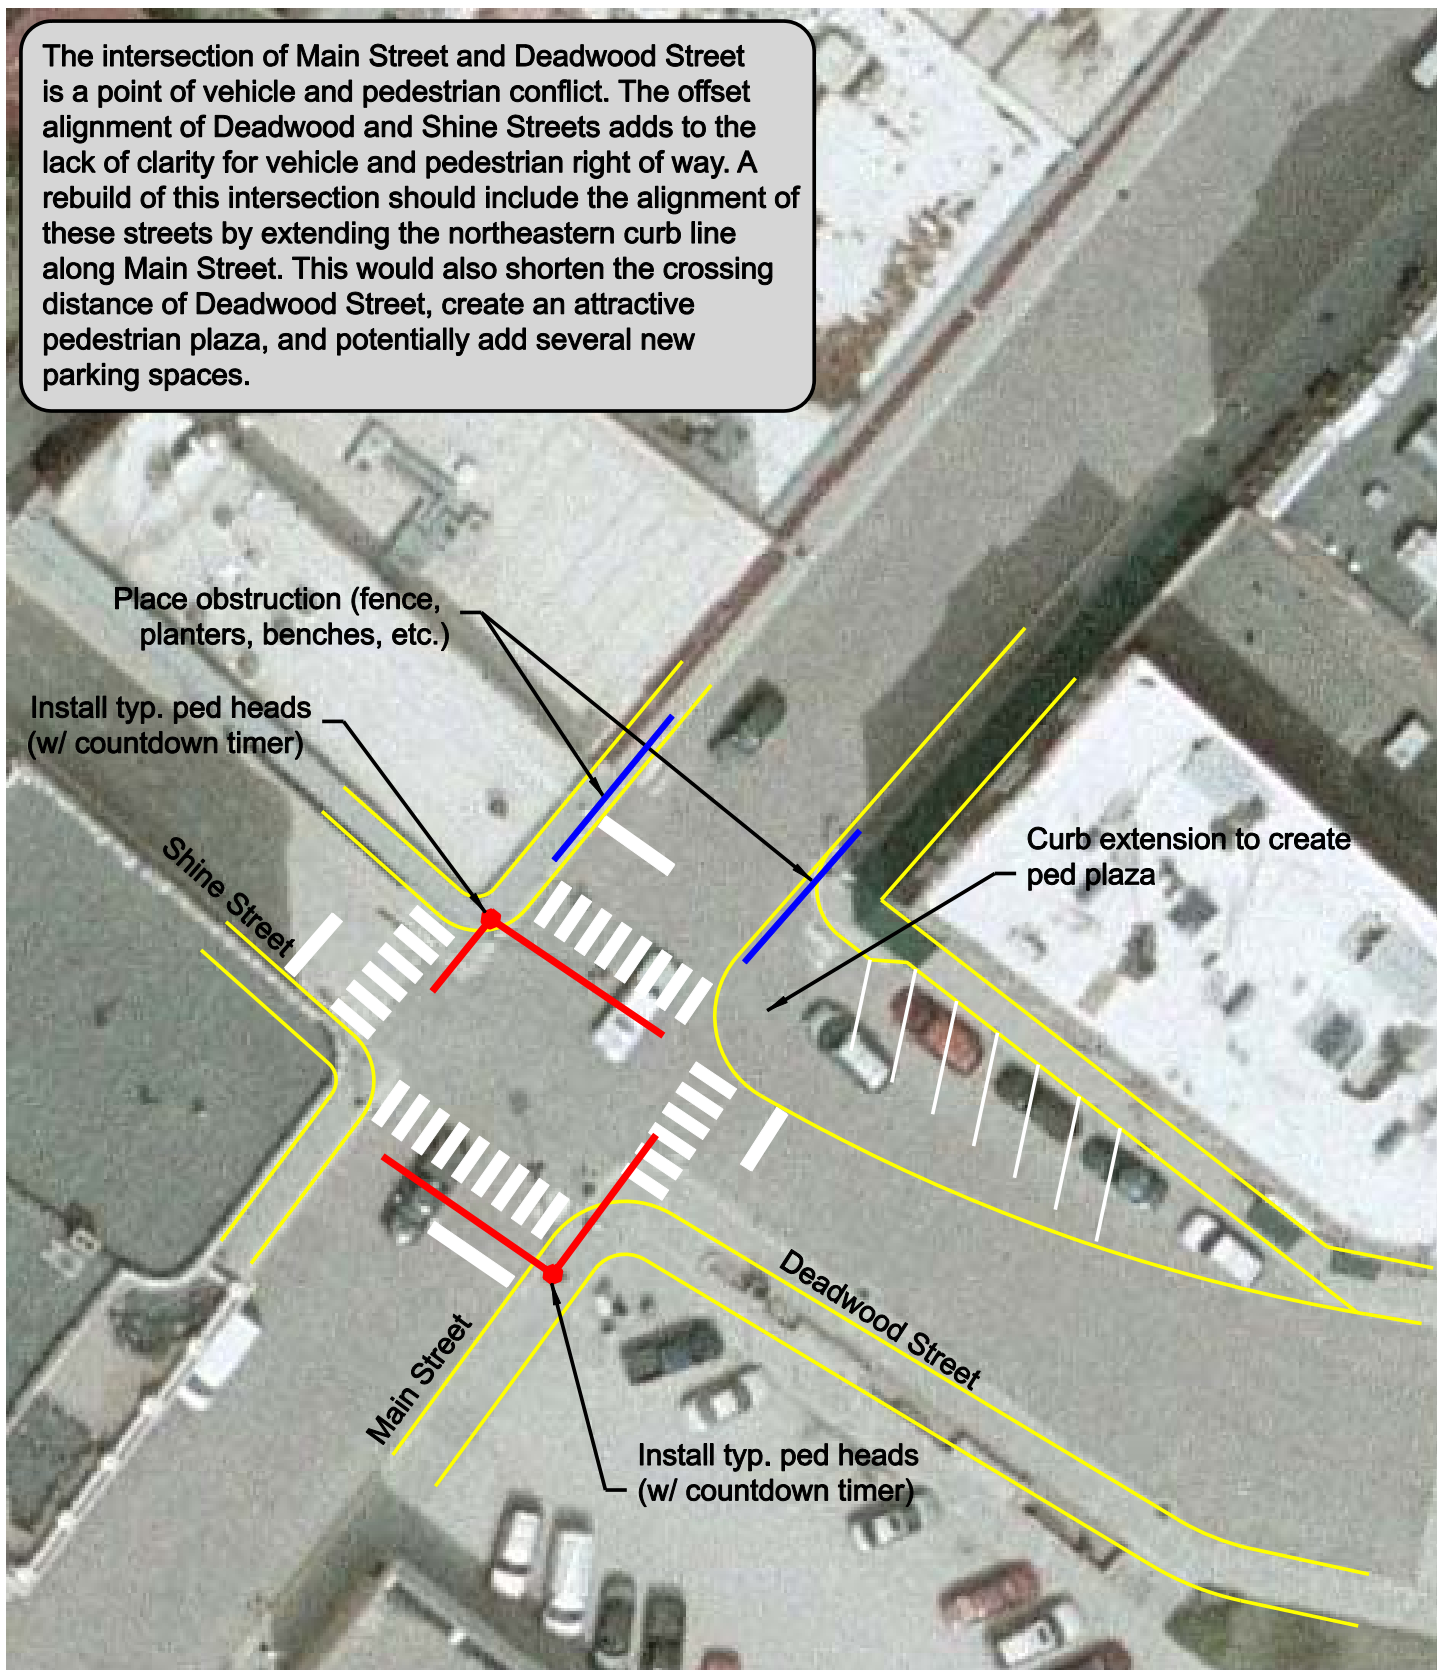 The intersection of Main Street and Deadwood Street
is a point of vehicle and pedestrian conflict. The offset
alignment of Deadwood and Shine Streets adds to the
lack of clarity for vehicle and pedestrian right of way. A
rebuild of this intersection should include the alignment of
these streets by extending the northeastern curb line
along Main Street. This would also shorten the crossing
distance of Deadwood Street, create an attractive
pedestrian plaza, and potentially add several new
parking spaces.
Place obstruction (fence,
planters, benches, etc.)
Install typ. ped heads
(w/ countdown timer)
Shine Street
Curb extension to create
ped plaza
Deadwood Street
Main Street
Install typ. ped heads
(w/ countdown timer)